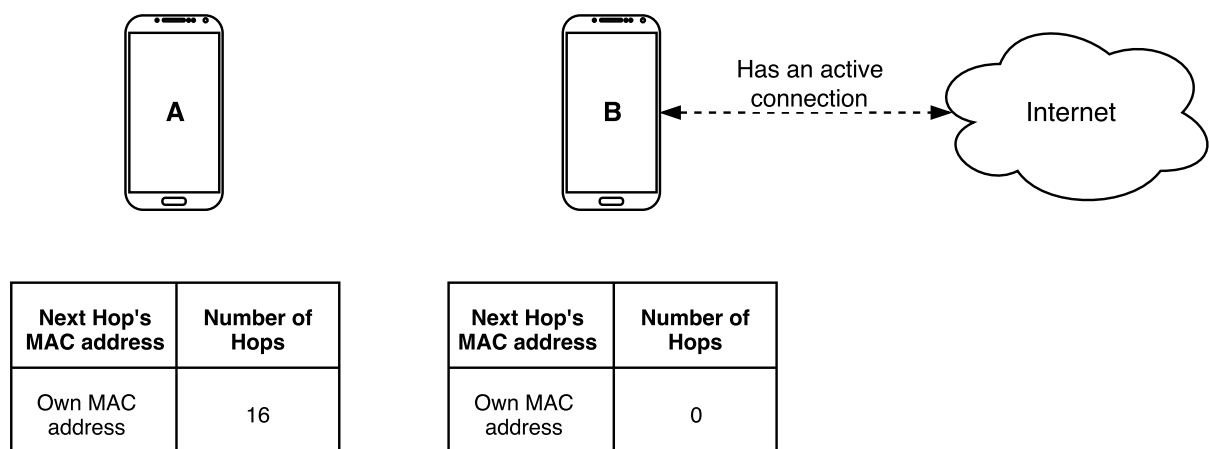 A
B
Has an active
connection
Internet
Next Hop's
MAC address
Number of
Hops
Own MAC
address
16
Next Hop's
MAC address
Number of
Hops
Own MAC
address
0